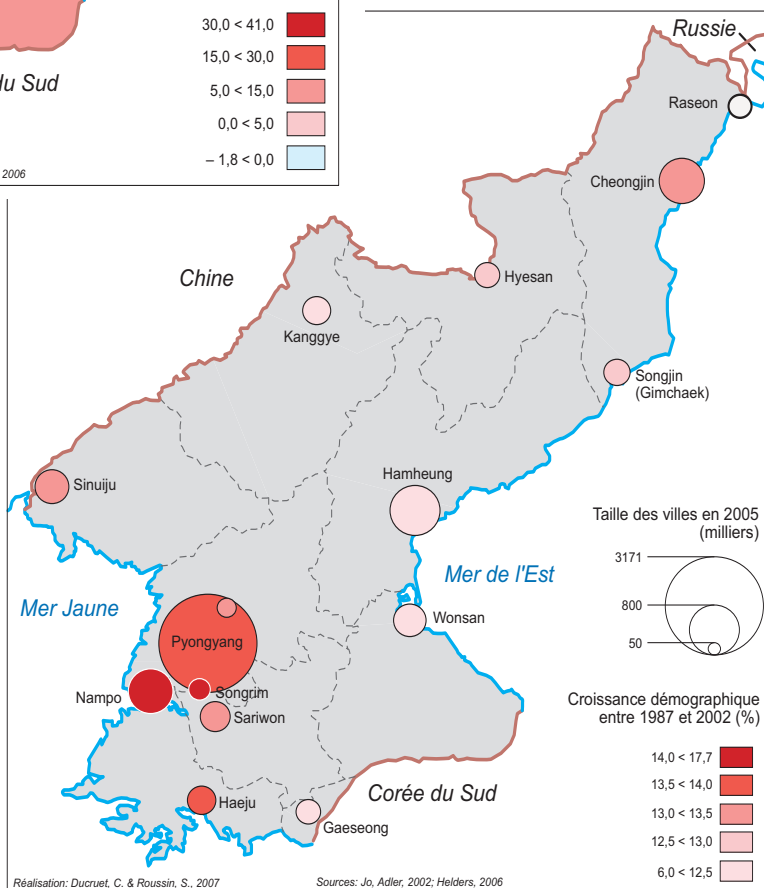 du Sud
30,0 < 41,0
15,0 < 30,0
5,0 < 15,0
0,0 < 5,0
– 1,8 < 0,0
2006
Russie
Raseon
Cheongjin
Chine
Hyesan
Kanggye
Songjin
(Gimchaek)
Sinuiju
Hamheung
Taille des villes en 2005
(milliers)
3171
800
50
Mer de l'Est
Mer Jaune
Wonsan
Pyongyang
Nampo
Songrim
Sariwon
Croissance démographique
entre 1987 et 2002 (%)
14,0 < 17,7
13,5 < 14,0
13,0 < 13,5
12,5 < 13,0
6,0 < 12,5
Haeju
Corée du Sud
Gaeseong
Réalisation: Ducruet, C. & Roussin, S., 2007
Sources: Jo, Adler, 2002; Helders, 2006